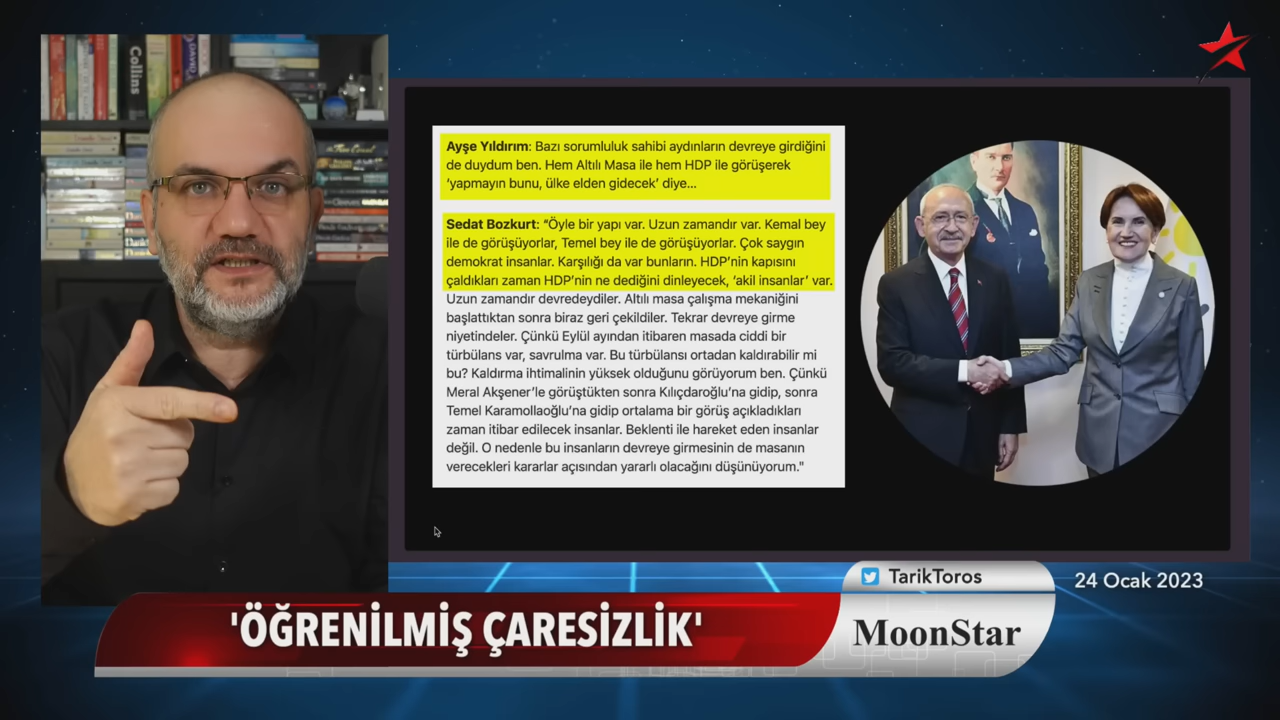 Collins
Ayşe Yıldırım: Bazı sorumluluk sahibi aydınların devreye girdiğini
de duydum ben. Hem Altılı Masa ile hem HDP ile görüşerek
‘yapmayın bunu, ülke elden gidecek’ diye...
Sedat Bozkurt: “Öyle bir yapı var. Uzun zamandır var. Kemal bey
ile de görüşüyorlar, Temel bey ile de görüşüyorlar. Çok saygın
demokrat insanlar. Karşılığı da var bunların. HDP’nin kapısını
çaldıkları zaman HDP’nin ne dediğini dinleyecek, ‘akil insanlar’ var.
Uzun zamandır devredeydiler. Altılı masa çalışma mekaniğini
başlattıktan sonra biraz geri çekildiler. Tekrar devreye girme
niyetindeler. Çünkü Eylül ayından itibaren masada ciddi bir
türbülans var, savrulma var. Bu türbülansı ortadan kaldırabilir mi
bu? Kaldırma ihtimalinin yüksek olduğunu görüyorum ben. Çünkü
Meral Akşener’le görüştükten sonra Kılıçdaroğlu’na gidip, sonra
Temel Karamollaoğlu’na gidip ortalama bir görüş açıkladıkları
zaman itibar edilecek insanlar. Beklenti ile hareket eden insanlar
değil. O nedenle bu insanların devreye girmesinin de masanın
verecekleri kararlar açısından yararlı olacağını düşünüyorum."
TarikToros
24 Ocak 2023
'ÖĞRENİLMİŞ ÇARESİZLİK'
MoonStar